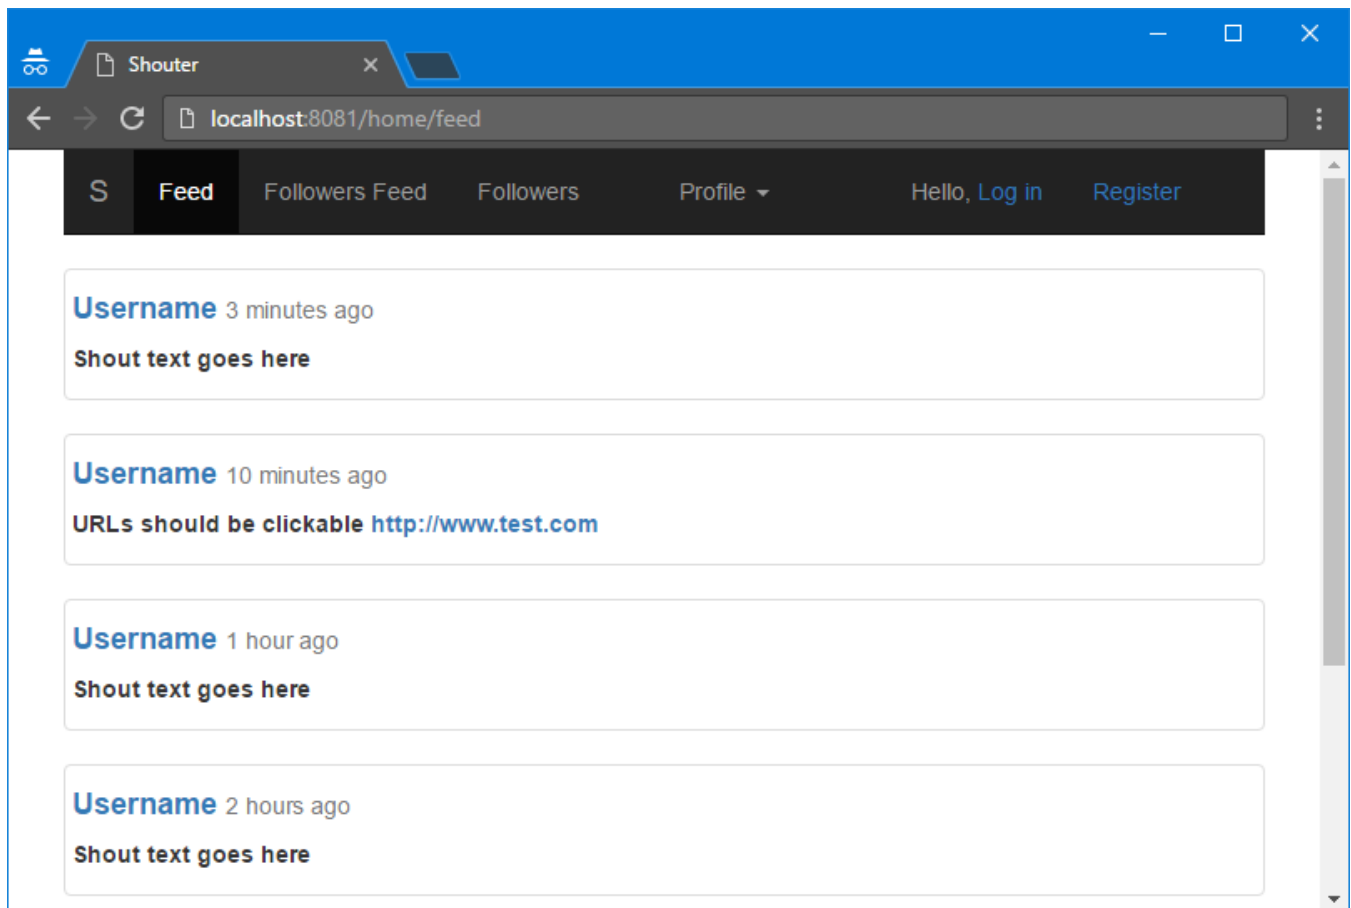 Shouter
localhost:8081/home/feed
S Feed Followers Feed Followers Profile Hello, Log in Register
Username 3 minutes ago
Shout text goes here
Username 10 minutes ago
URLs should be clickable http://www.test.com
Username 1 hour ago
Shout text goes here
Username 2 hours ago
Shout text goes here